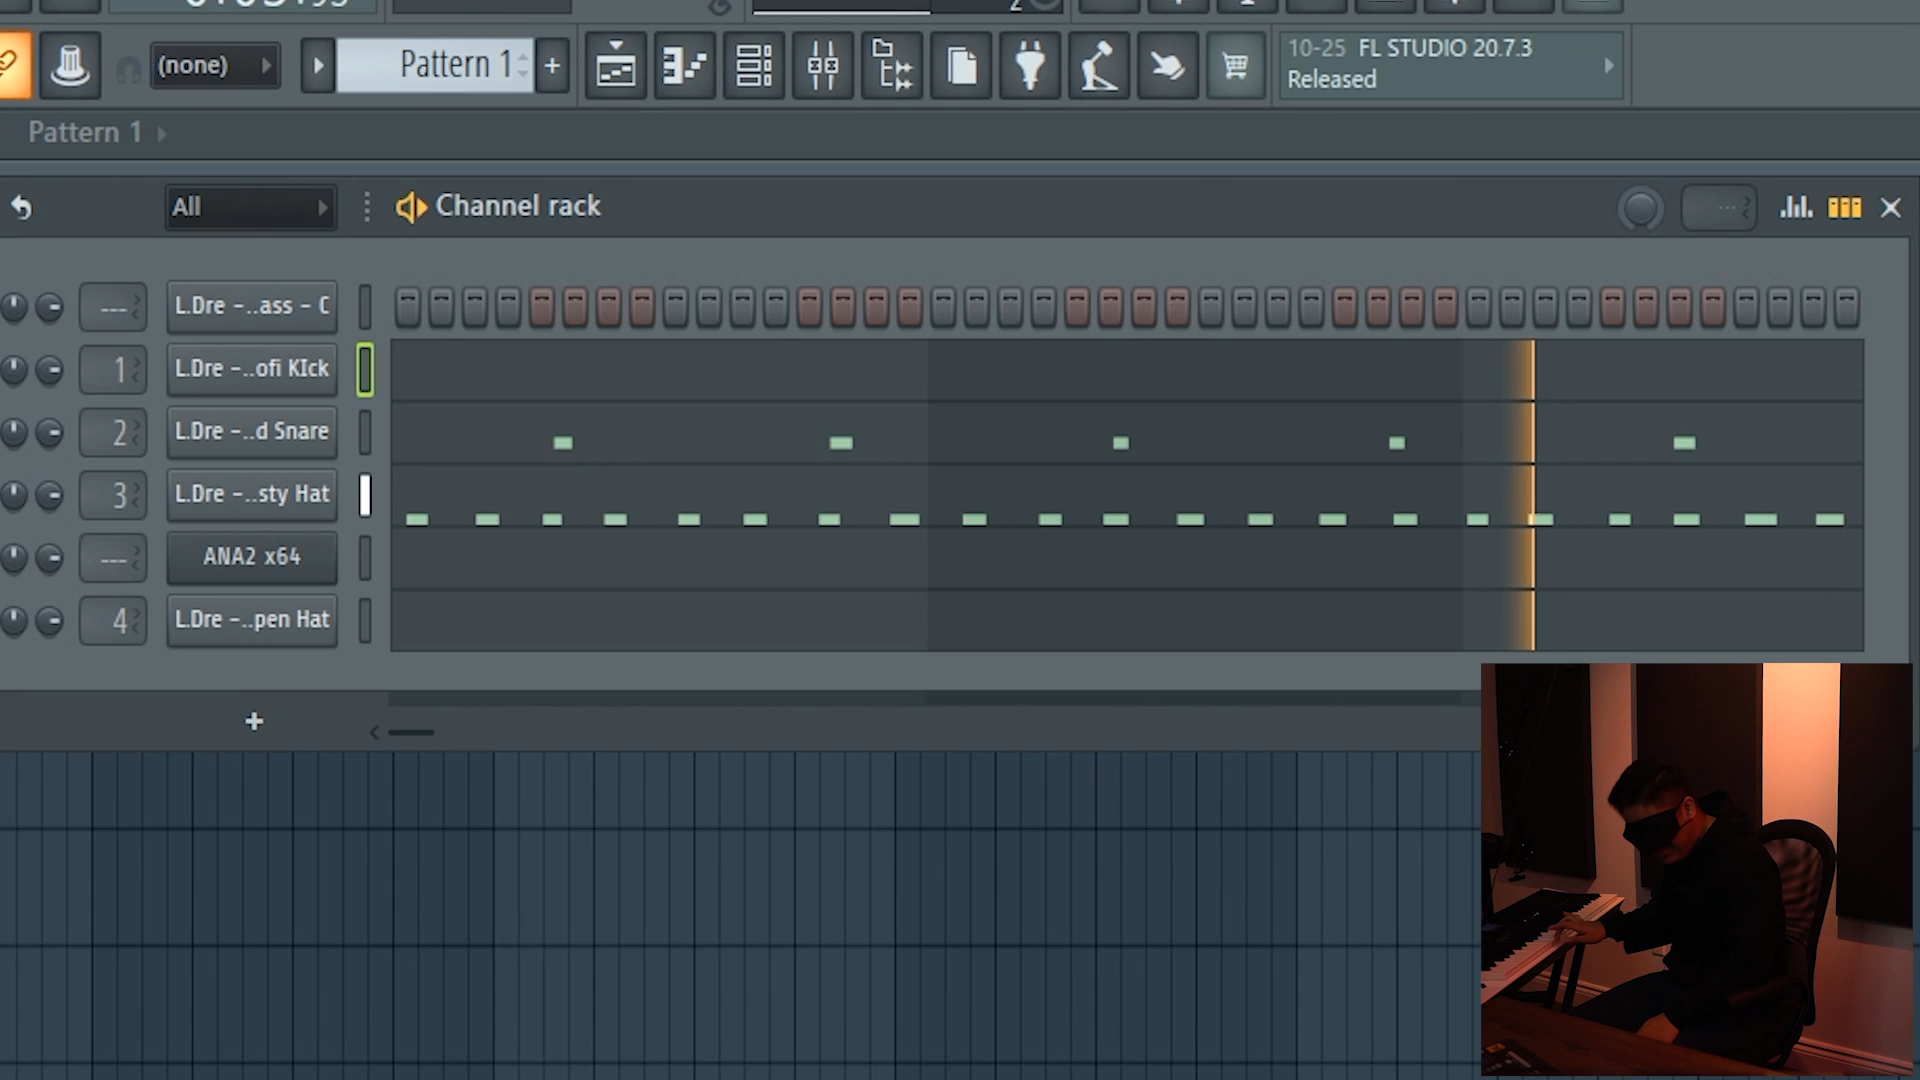 (none)
Pattern 1
+
10-25 FL STUDIO 20.7.3
Released
Pattern 1
All
Channel rack
---
L.Dre -..ass - C
1
L.Dre -..ofi KIck
2
L.Dre -..d Snare
3
L.Dre -..sty Hat
---
ANA2 x64
4
L.Dre -..pen Hat
+